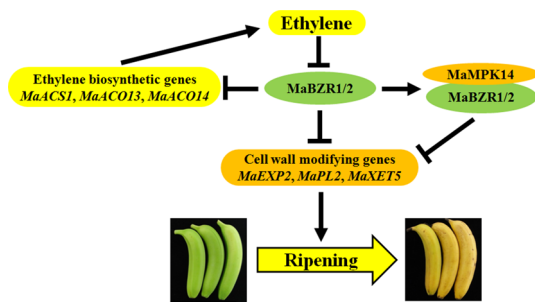 Ethylene
Ethylene biosynthetic genes
MaACS1, MaACO13, MaACO14
MaBZR1/2
MaMPK14
MaBZR1/2
Cell wall modifying genes
MaEXP2, MaPL2, MaXET5
Ripening